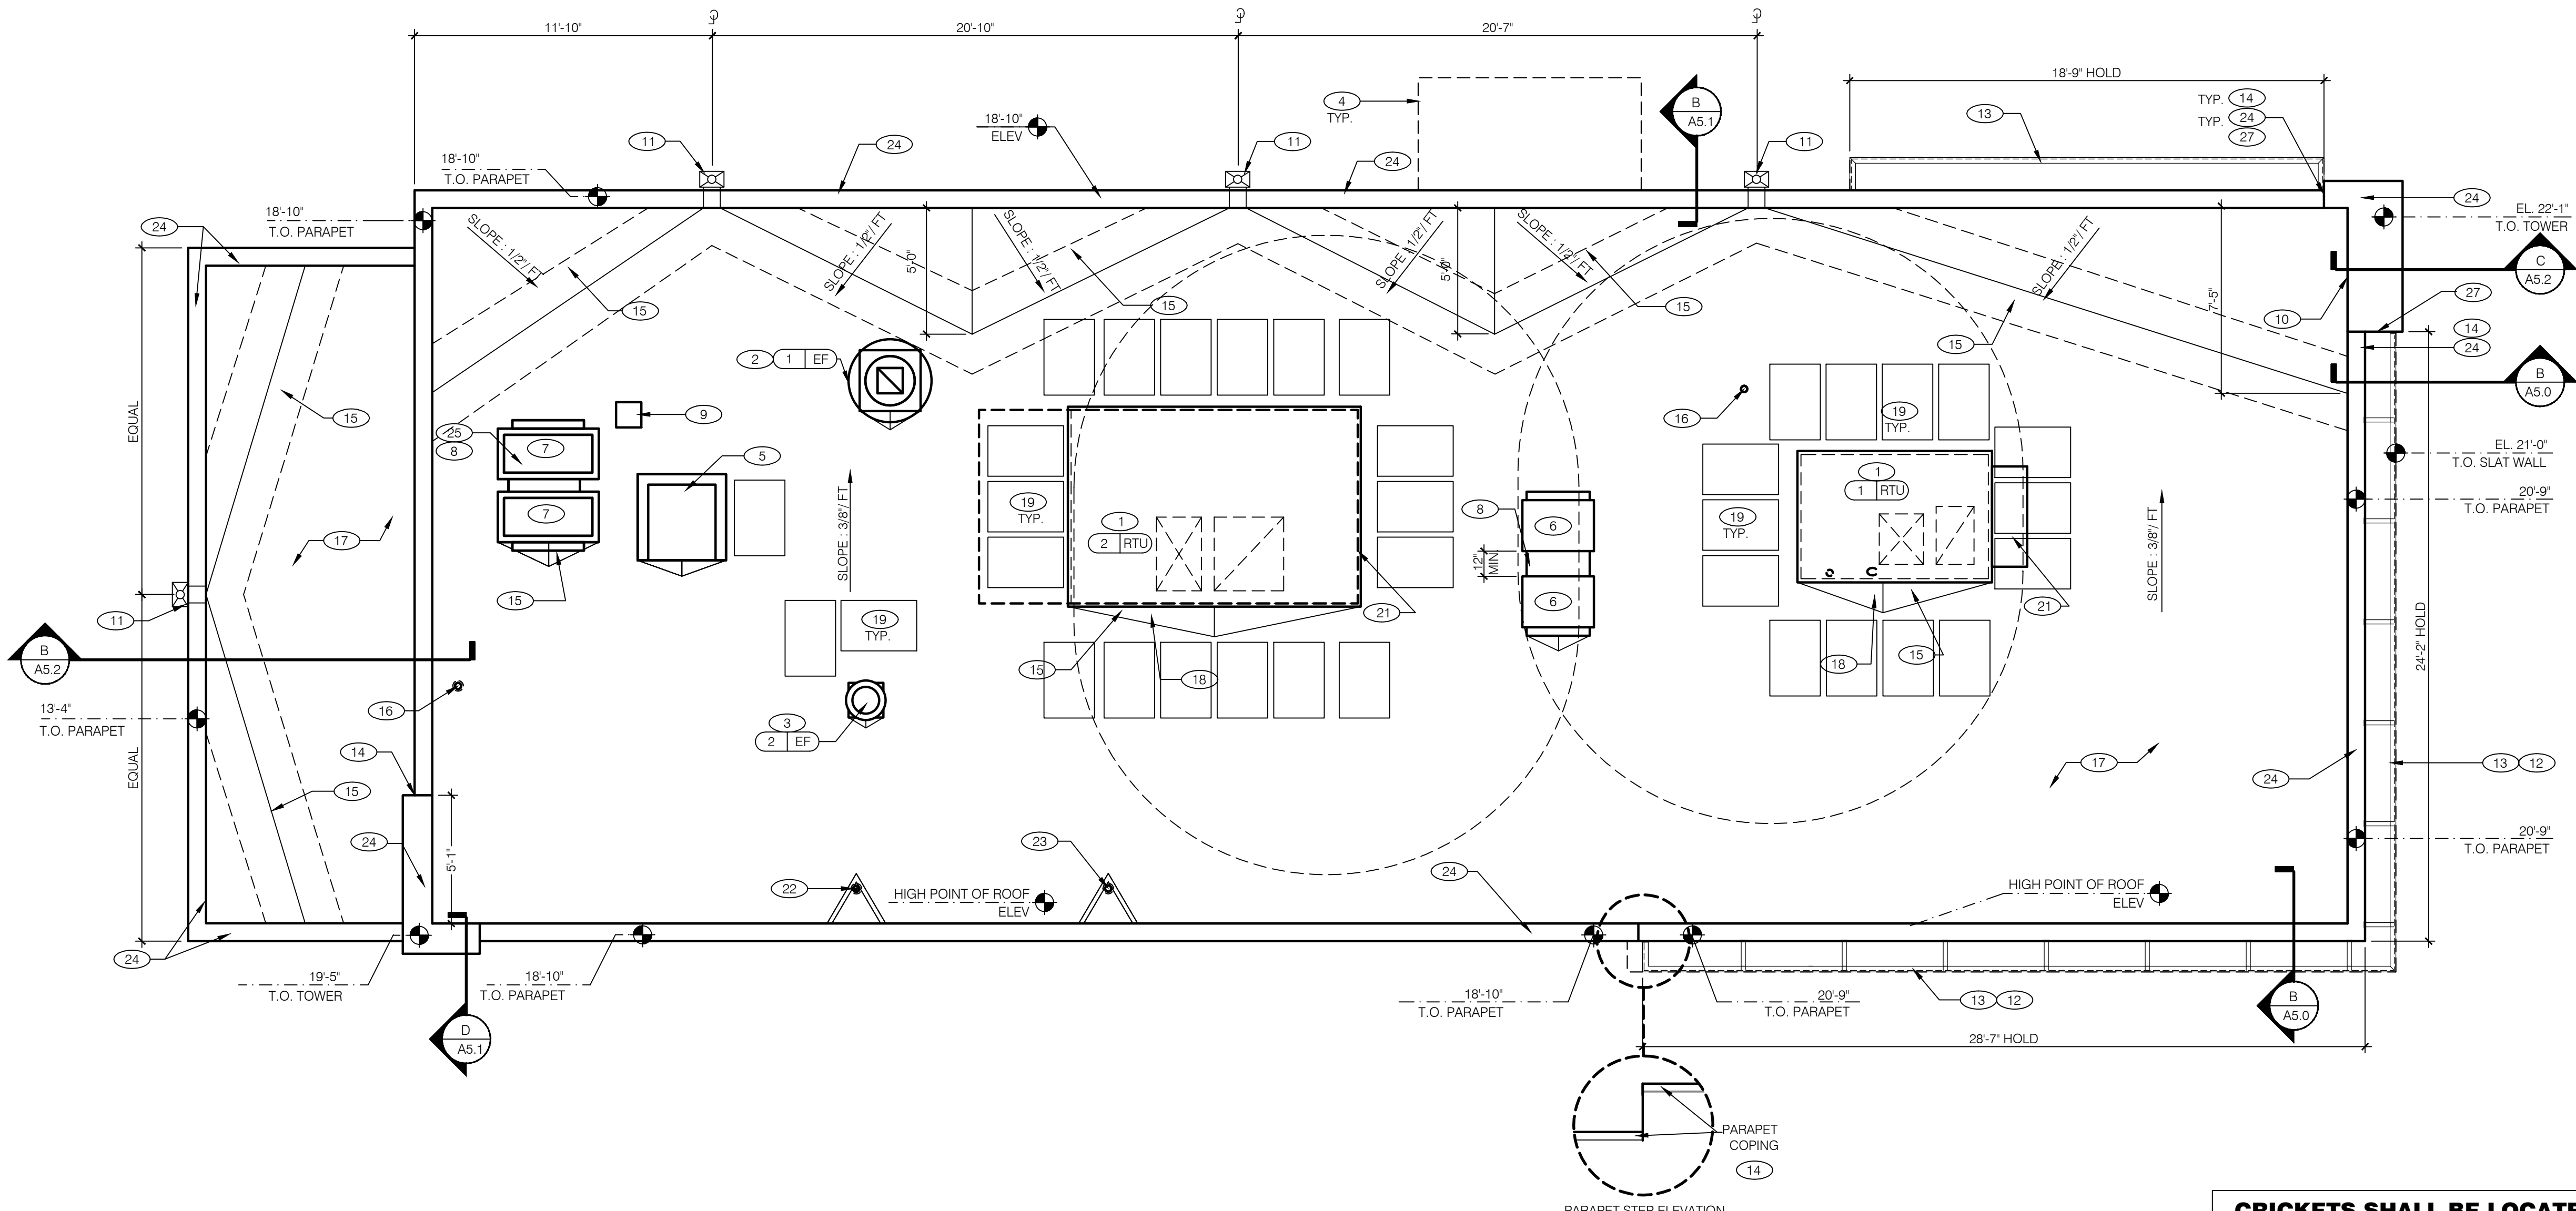 11'-10"
20'-10"
20'-7"
18'-9" HOLD
4
TYP.
B
A5.1
13
TYP. 14
TYP. 24
27
18'-10"
ELEV
11
24
11
24
11
18'-10"
T.O. PARAPET
18'-10"
T.O. PARAPET
24
24
EL. 22'-1"
T.O. TOWER
SLOPE : 1/2"/ FT
SLOPE : 1/2"/ FT
SLOPE : 1/2"/ FT
SLOPE : 1/2"/ FT
SLOPE : 1/2"/ FT
SLOPE : 1/2"/ FT
5'-0"
5'-0"
7'-5"
C
A5.2
27
15
15
15
15
10
14
24
2 1 EF
B
A5.0
EQUAL
15
9
16
19
TYP.
25
8
7
5
EL. 21'-0"
T.O. SLAT WALL
7
19
TYP.
1
2 RTU
8
6
12"
MIN.
6
19
TYP.
1
1 RTU
20'-9"
T.O. PARAPET
17
SLOPE : 3/8"/ FT
SLOPE : 3/8"/ FT
15
21
21
11
19
TYP.
B
A5.2
15
18
18
15
24'-2" HOLD
16
13'-4"
T.O. PARAPET
3
2 EF
14
17
13 12
24
EQUAL
15
24
5'-1"
23
20'-9"
T.O. PARAPET
22
24
HIGH POINT OF ROOF
ELEV
HIGH POINT OF ROOF
ELEV
24
19'-5"
T.O. TOWER
18'-10"
T.O. PARAPET
18'-10"
T.O. PARAPET
20'-9"
T.O. PARAPET
13 12
B
A5.0
D
A5.1
28'-7" HOLD
PARAPET
COPING
14
PARAPET STEP ELEVATION
CRICKETS SHALL BE LOCATE